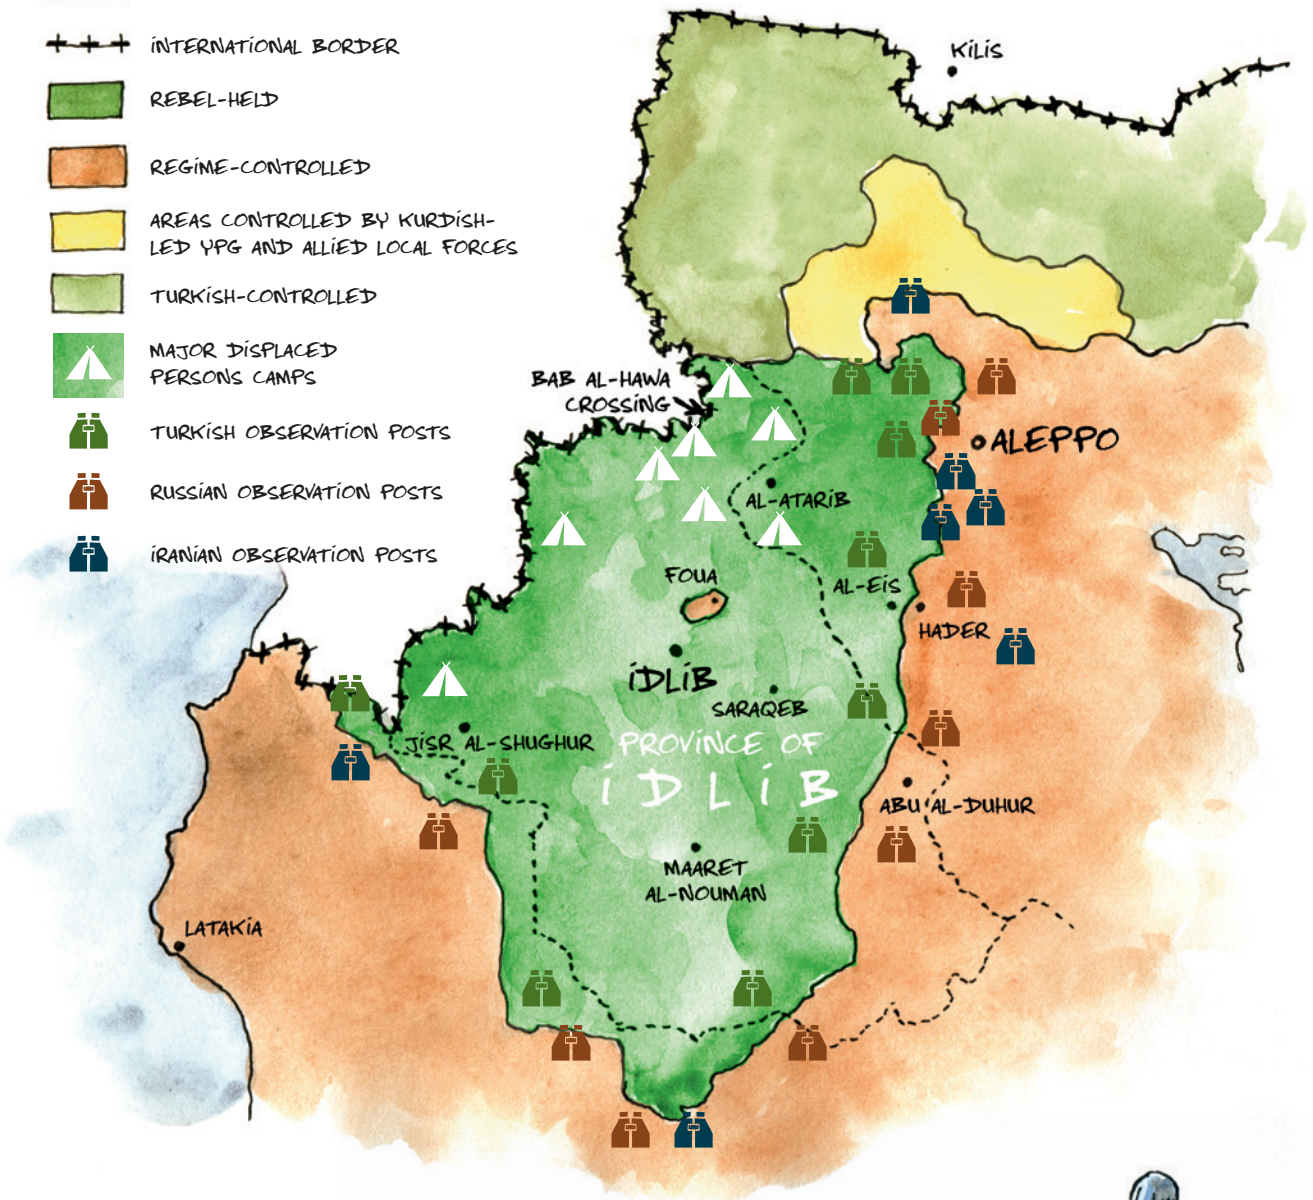 iNTERNATiONAL BORDER
REBEL-HELD
REGiME-CONTROLLED
AREAS CONTROLLED BY KURDiSH-
LED YPG AND ALLiED LOCAL FORCES
TURKiSH-CONTROLLED
MAJOR DiSPLACED
PERSONS CAMPS
TURKiSH OBSERVATiON POSTS
RUSSiAN OBSERVATiON POSTS
iRANiAN OBSERVATiON POSTS
KiLiS
BAB AL-HAWA
CROSSiNG
ALEPPO
AL-ATARiB
FOUA
AL-EiS
HADER
iDLiB
SARAQEB
JiSR AL-SHUGHUR
PROViNCE OF
iDLiB
ABU AL-DUHUR
MAARET
AL-NOUMAN
LATAKiA